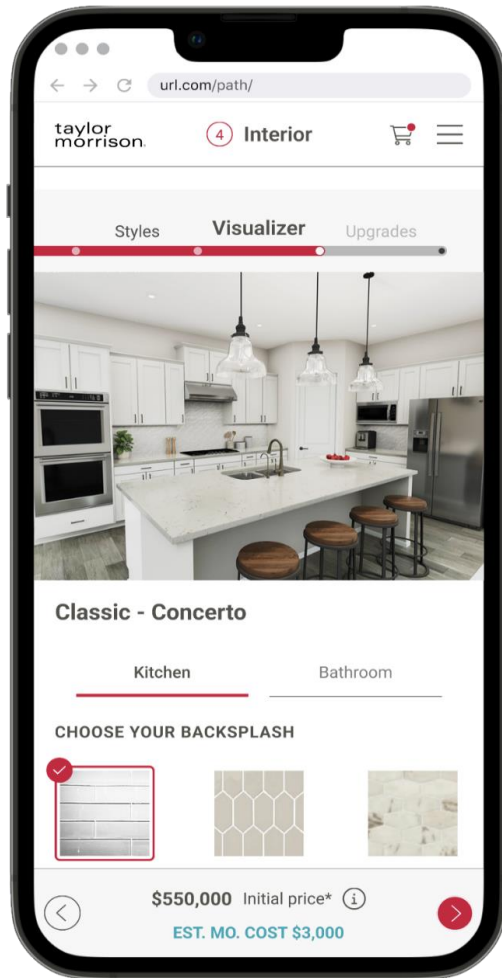 url.com/path/
taylor
morrison.
4 Interior
Styles Visualizer Upgrades
Classic - Concerto
Kitchen Bathroom
CHOOSE YOUR BACKSPLASH
$550,000 Initial price* i
EST. MO. COST $3,000